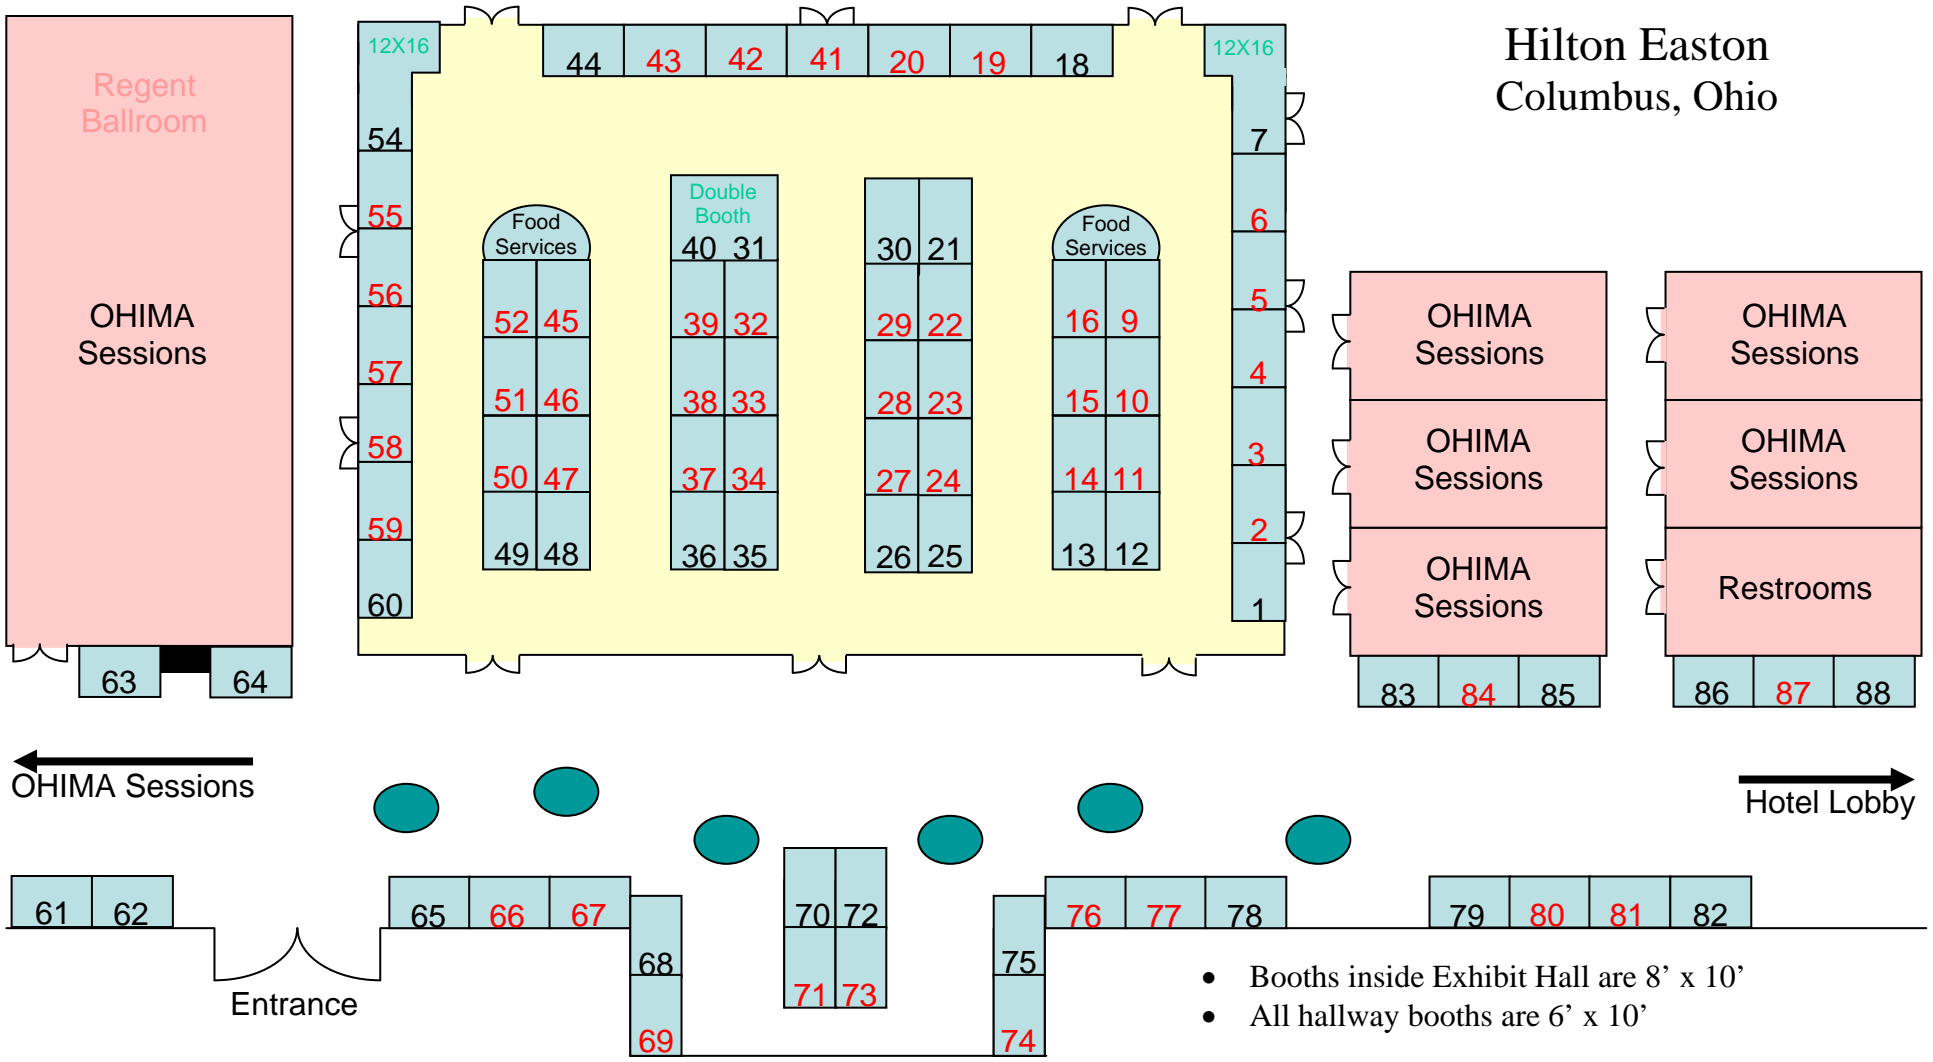 Hilton Easton
Columbus, Ohio
Regent
Ballroom
OHIMA
Sessions
12X16
12X16
44 43 42 41 20 19 18
54
55
56
57
58
59
60
Food
Services
52 45
51 46
50 47
49 48
Double
Booth
40 31
39 32
38 33
37 34
36 35
30 21
29 22
28 23
27 24
26 25
Food
Services
16 9
15 10
14 11
13 12
7
6
5
4
3
2
1
OHIMA
Sessions
OHIMA
Sessions
OHIMA
Sessions
OHIMA
Sessions
OHIMA
Sessions
Restrooms
63 64
83 84 85
86 87 88
OHIMA Sessions
Hotel Lobby
61 62
65 66 67
68
69
70 72
71 73
75
74
76 77 78
79 80 81 82
Entrance
• Booths inside Exhibit Hall are 8’ x 10’
• All hallway booths are 6’ x 10’